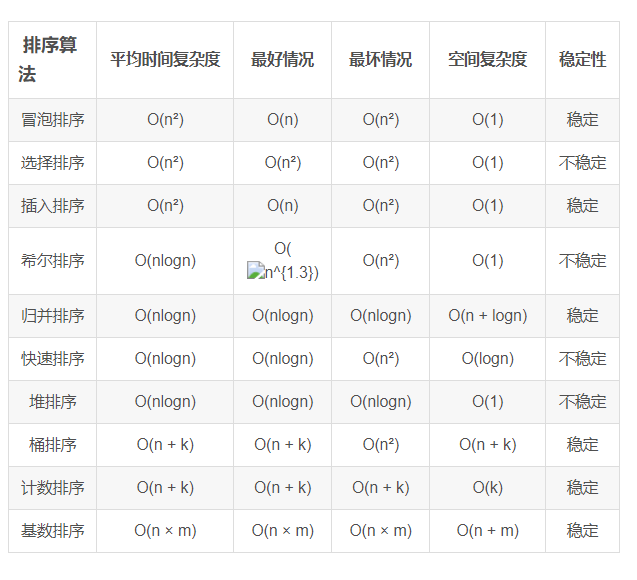 排序算法 平均时间复杂度 最好情况 最坏情况 空间复杂度 稳定性
冒泡排序 O(n²) O(n) O(n²) O(1) 稳定
选择排序 O(n²) O(n²) O(n²) O(1) 不稳定
插入排序 O(n²) O(n) O(n²) O(1) 稳定
希尔排序 O(nlogn) O(n^{1.3}) O(n²) O(1) 不稳定
归并排序 O(nlogn) O(nlogn) O(nlogn) O(n + logn) 稳定
快速排序 O(nlogn) O(nlogn) O(n²) O(logn) 不稳定
堆排序 O(nlogn) O(nlogn) O(nlogn) O(1) 不稳定
桶排序 O(n + k) O(n + k) O(n²) O(n + k) 稳定
计数排序 O(n + k) O(n + k) O(n + k) O(k) 稳定
基数排序 O(n × m) O(n × m) O(n × m) O(n + m) 稳定